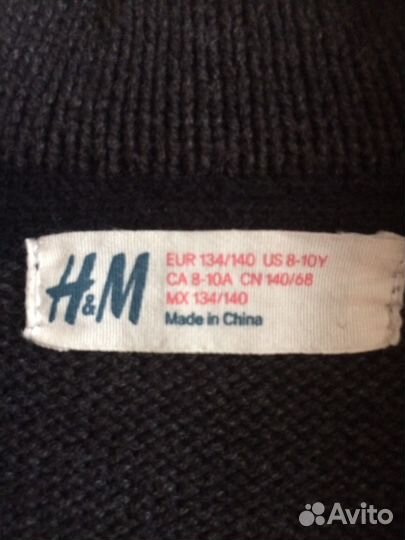 H&M
EUR 134/140 US 8-10Y
CA 8-10A CN 140/68
MX 134/140
Made in China
Avito